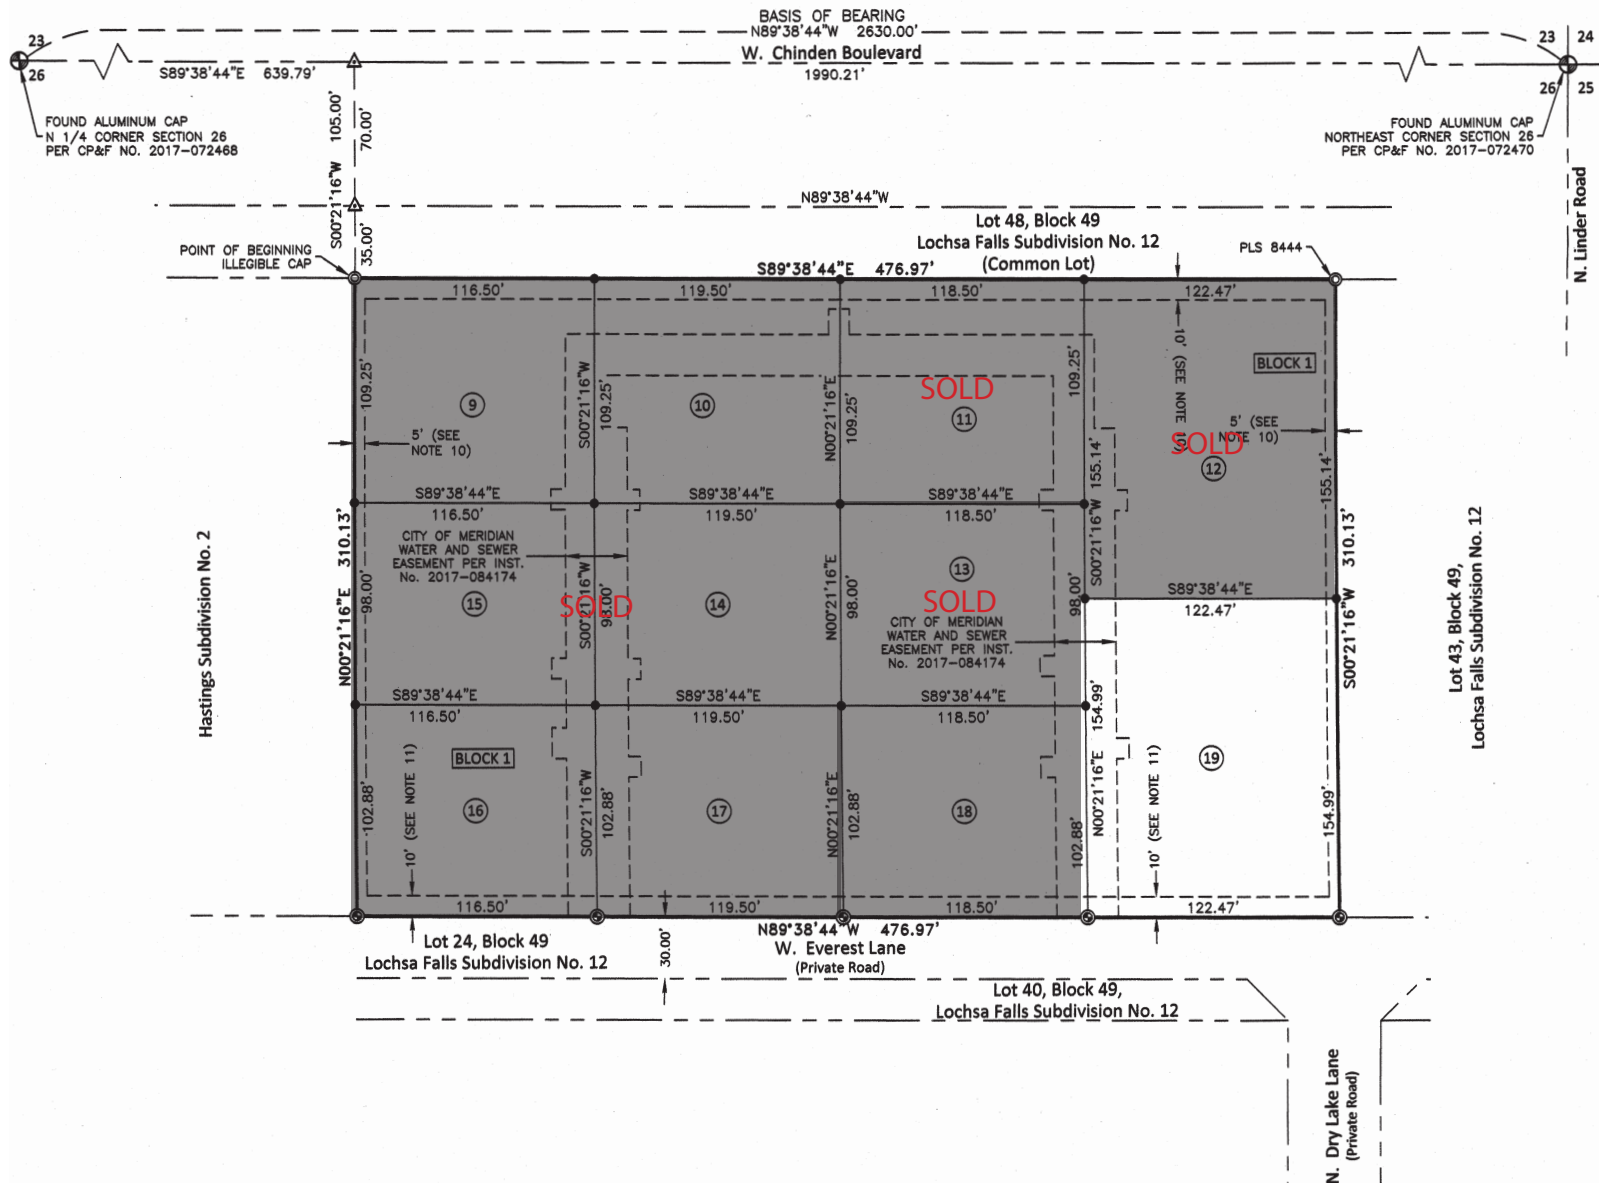 BASIS OF BEARING
N89°38'44"W 2630.00'
W. Chinden Boulevard
1990.21'
S89°38'44"E 639.79'
23
26
23
24
26
25
FOUND ALUMINUM CAP
N 1/4 CORNER SECTION 26
PER CP&F NO. 2017-072468
FOUND ALUMINUM CAP
NORTHEAST CORNER SECTION 26
PER CP&F NO. 2017-072470
N. Linder Road
S00°21'16"W 105.00'
70.00'
35.00'
N89°38'44"W
Lot 48, Block 49
Lochsa Falls Subdivision No. 12
(Common Lot)
POINT OF BEGINNING
ILLEGIBLE CAP
PLS 8444
S89°38'44"E 476.97'
116.50'
119.50'
118.50'
122.47'
109.25'
S00°21'16"W
109.25'
N00°21'16"E
109.25'
109.25'
10' (SEE NOTE 10)
BLOCK 1
9
10
SOLD
11
5' (SEE
NOTE 10)
5' (SEE
NOTE 10)
SOLD
12
S00°21'16"W 155.14'
155.14'
S89°38'44"E
116.50'
S89°38'44"E
119.50'
S89°38'44"E
118.50'
Hastings Subdivision No. 2
N00°21'16"E 310.13'
CITY OF MERIDIAN
WATER AND SEWER
EASEMENT PER INST.
No. 2017-084174
98.00'
15
S00°21'16"W
98.00'
SOLD
14
N00°21'16"E
98.00'
13
SOLD
CITY OF MERIDIAN
WATER AND SEWER
EASEMENT PER INST.
No. 2017-084174
98.00'
S89°38'44"E
122.47'
S00°21'16"W 310.13'
Lot 43, Block 49,
Lochsa Falls Subdivision No. 12
S89°38'44"E
116.50'
S89°38'44"E
119.50'
S89°38'44"E
118.50'
BLOCK 1
16
102.88'
10' (SEE NOTE 11)
S00°21'16"W
102.88'
17
N00°21'16"E
102.88'
18
102.88'
N00°21'16"E 154.99'
10' (SEE NOTE 11)
19
154.99'
116.50'
119.50'
118.50'
122.47'
N89°38'44"W 476.97'
W. Everest Lane
(Private Road)
Lot 24, Block 49
Lochsa Falls Subdivision No. 12
30.00'
Lot 40, Block 49,
Lochsa Falls Subdivision No. 12
N. Dry Lake Lane
(Private Road)